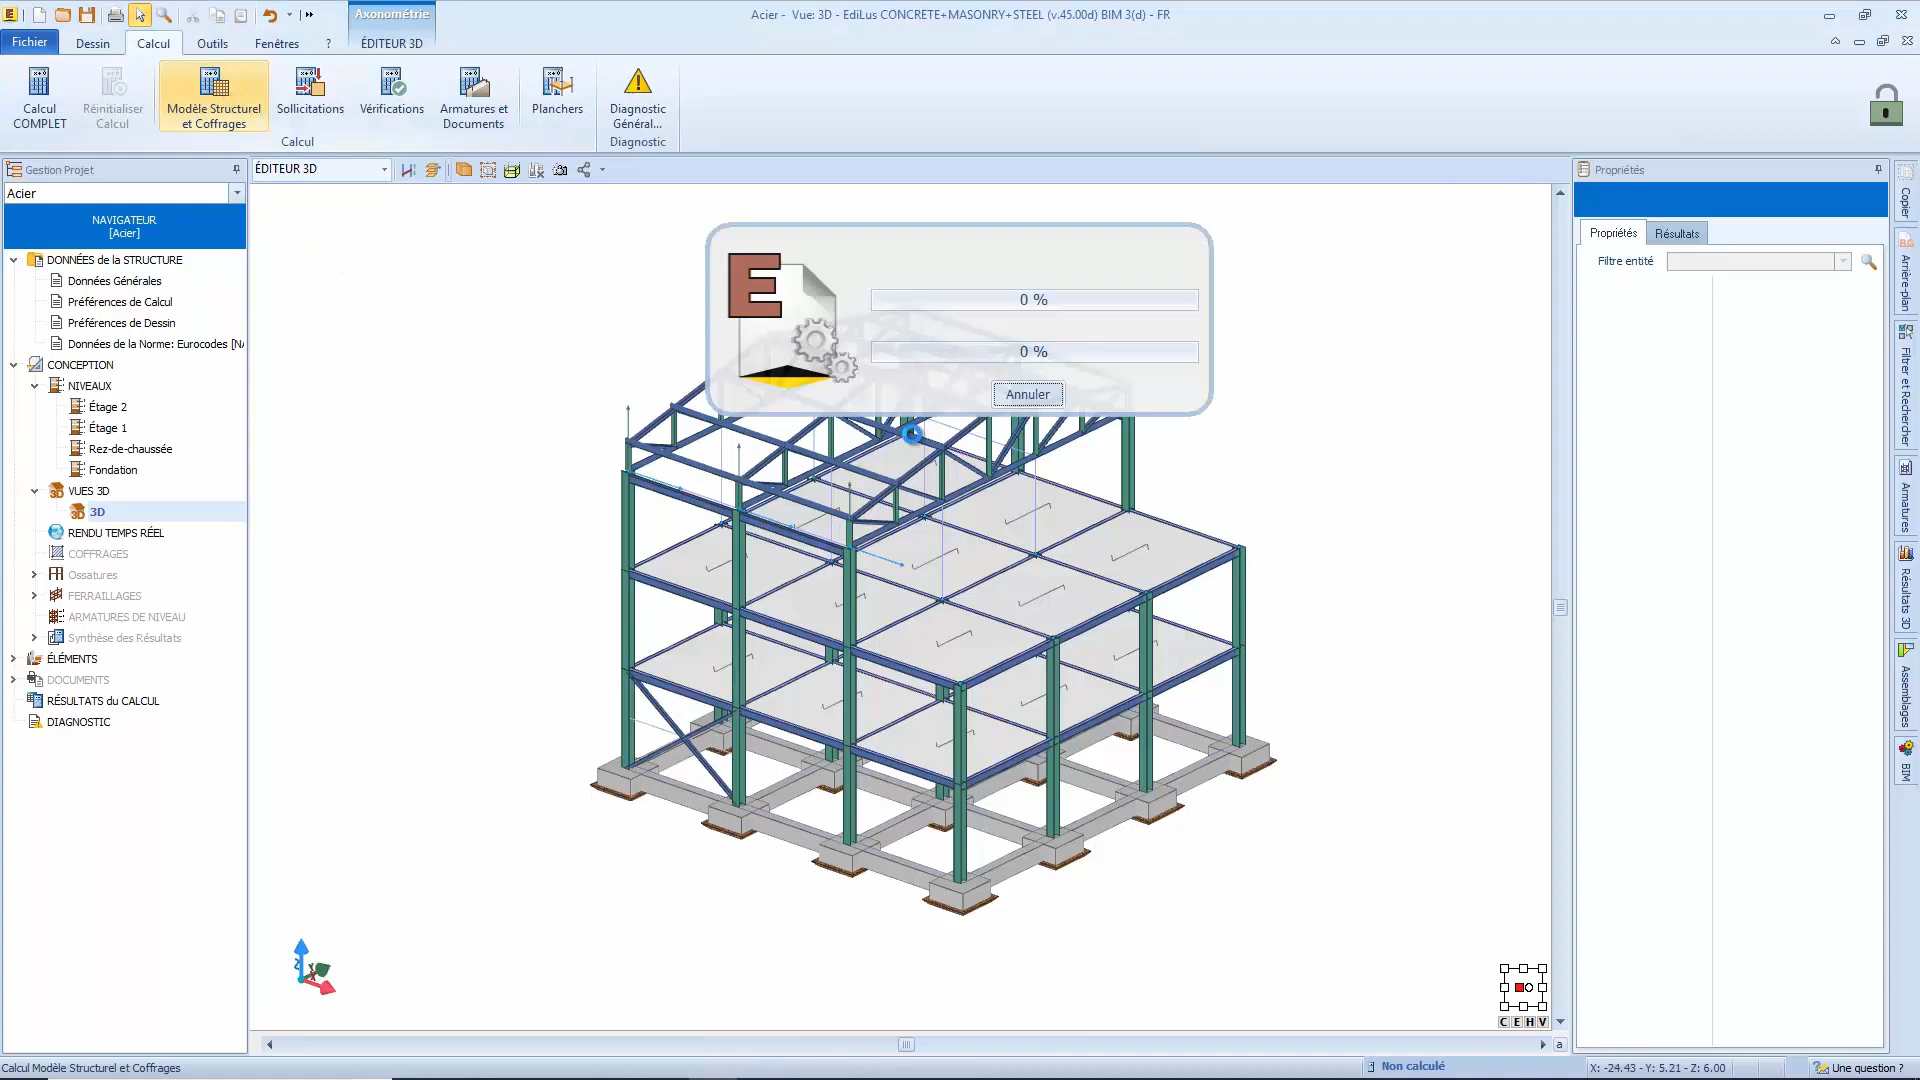 Acier - Vue: 3D - EdiLus CONCRETE+MASONRY+STEEL (v.45.00d) BIM 3(d) - FR
Axonométrie
Fichier
Dessin
Calcul
Outils
Fenêtres
?
ÉDITEUR 3D
Calcul
COMPLET
Réinitialiser
Calcul
Modèle Structurel
et Coffrages
Sollicitations
Vérifications
Armatures et
Documents
Planchers
Diagnostic
Général...
Calcul
Diagnostic
Gestion Projet
ÉDITEUR 3D
Propriétés
Acier
NAVIGATEUR
[Acier]
DONNÉES de la STRUCTURE
Données Générales
Préférences de Calcul
Préférences de Dessin
Données de la Norme: Eurocodes [NA
CONCEPTION
NIVEAUX
Étage 2
Étage 1
Rez-de-chaussée
Fondation
VUES 3D
3D
RENDU TEMPS RÉEL
COFFRAGES
Ossatures
FERRAILLAGES
ARMATURES DE NIVEAU
Synthèse des Résultats
ÉLÉMENTS
DOCUMENTS
RÉSULTATS du CALCUL
DIAGNOSTIC
E
0 %
0 %
Annuler
Propriétés
Résultats
Filtre entité
Copier
Arrière-plan
Filtrer et Rechercher
Armatures
Résultats 3D
Assemblages
BIM
C E H V
a
Calcul Modèle Structurel et Coffrages
Non calculé
X: -24.43 - Y: 5.21 - Z: 6.00
Une question ?